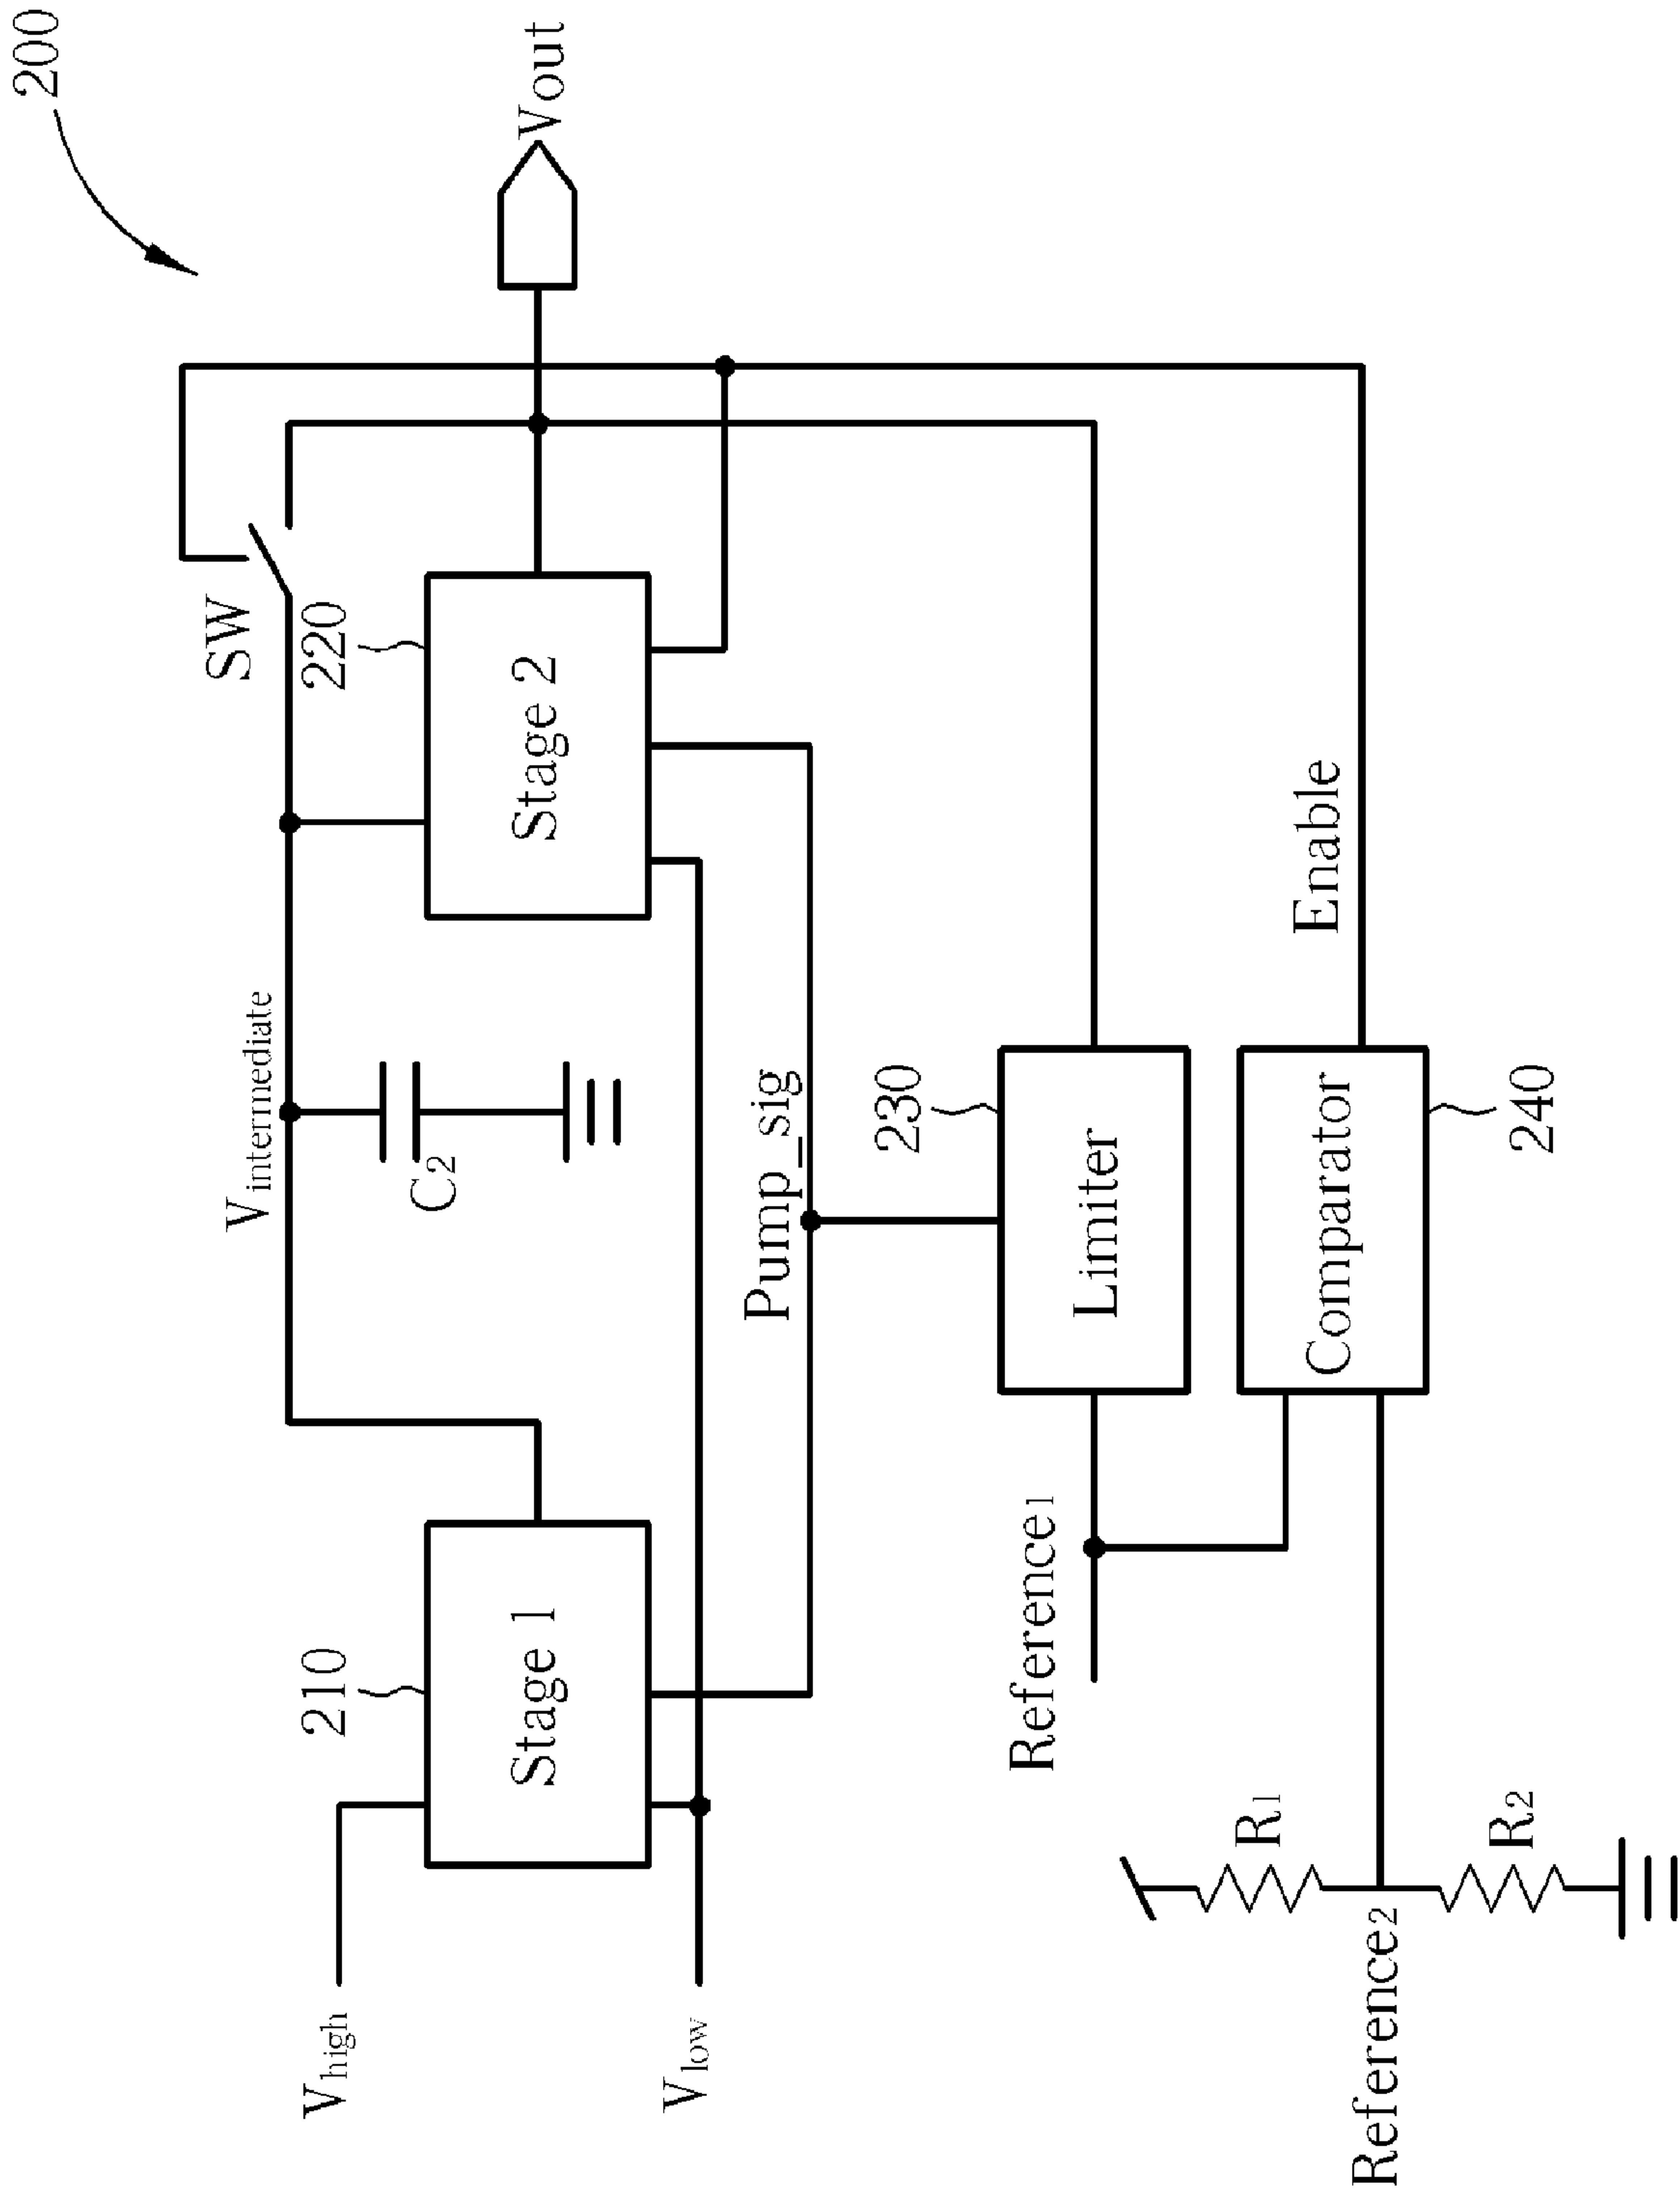 200
SW
V intermediate
210
220
Vhigh
C2
Stage 1
Stage 2
Vout
Vlow
Pump_sig
230
Reference1
Limiter
Enable
R1
Comparator
Reference2
R2
240